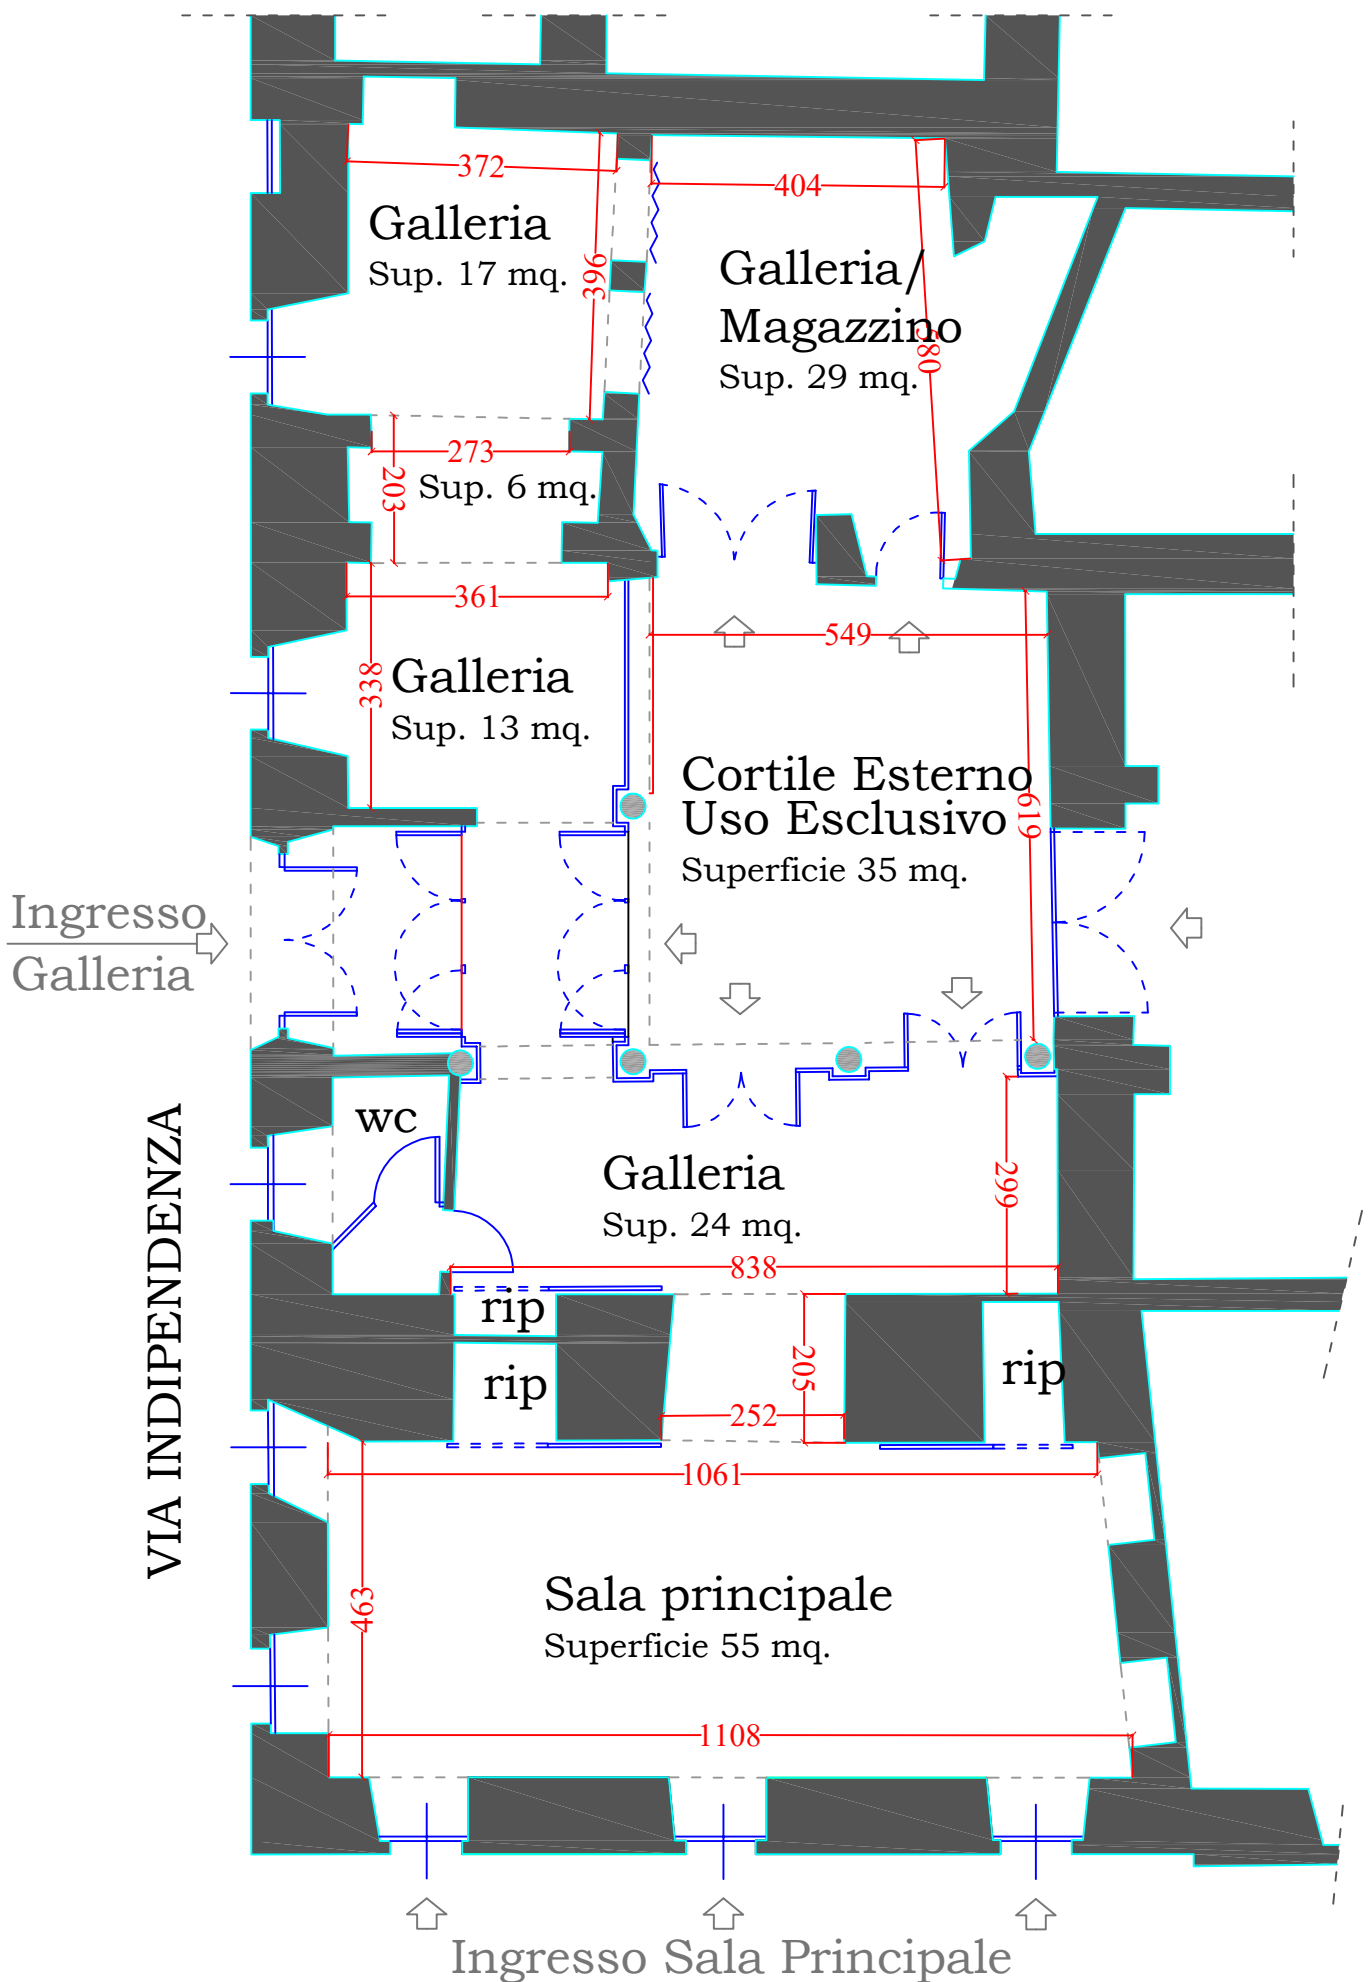 372
404
Galleria
Sup. 17 mq.
396
Galleria/
Magazzino
Sup. 29 mq.
580
273
203
Sup. 6 mq.
361
549
338
Galleria
Sup. 13 mq.
Cortile Esterno
Uso Esclusivo
Superficie 35 mq.
619
Ingresso
Galleria
wc
VIA INDIPENDENZA
Galleria
Sup. 24 mq.
299
838
rip
rip
205
rip
252
1061
463
Sala principale
Superficie 55 mq.
1108
Ingresso Sala Principale